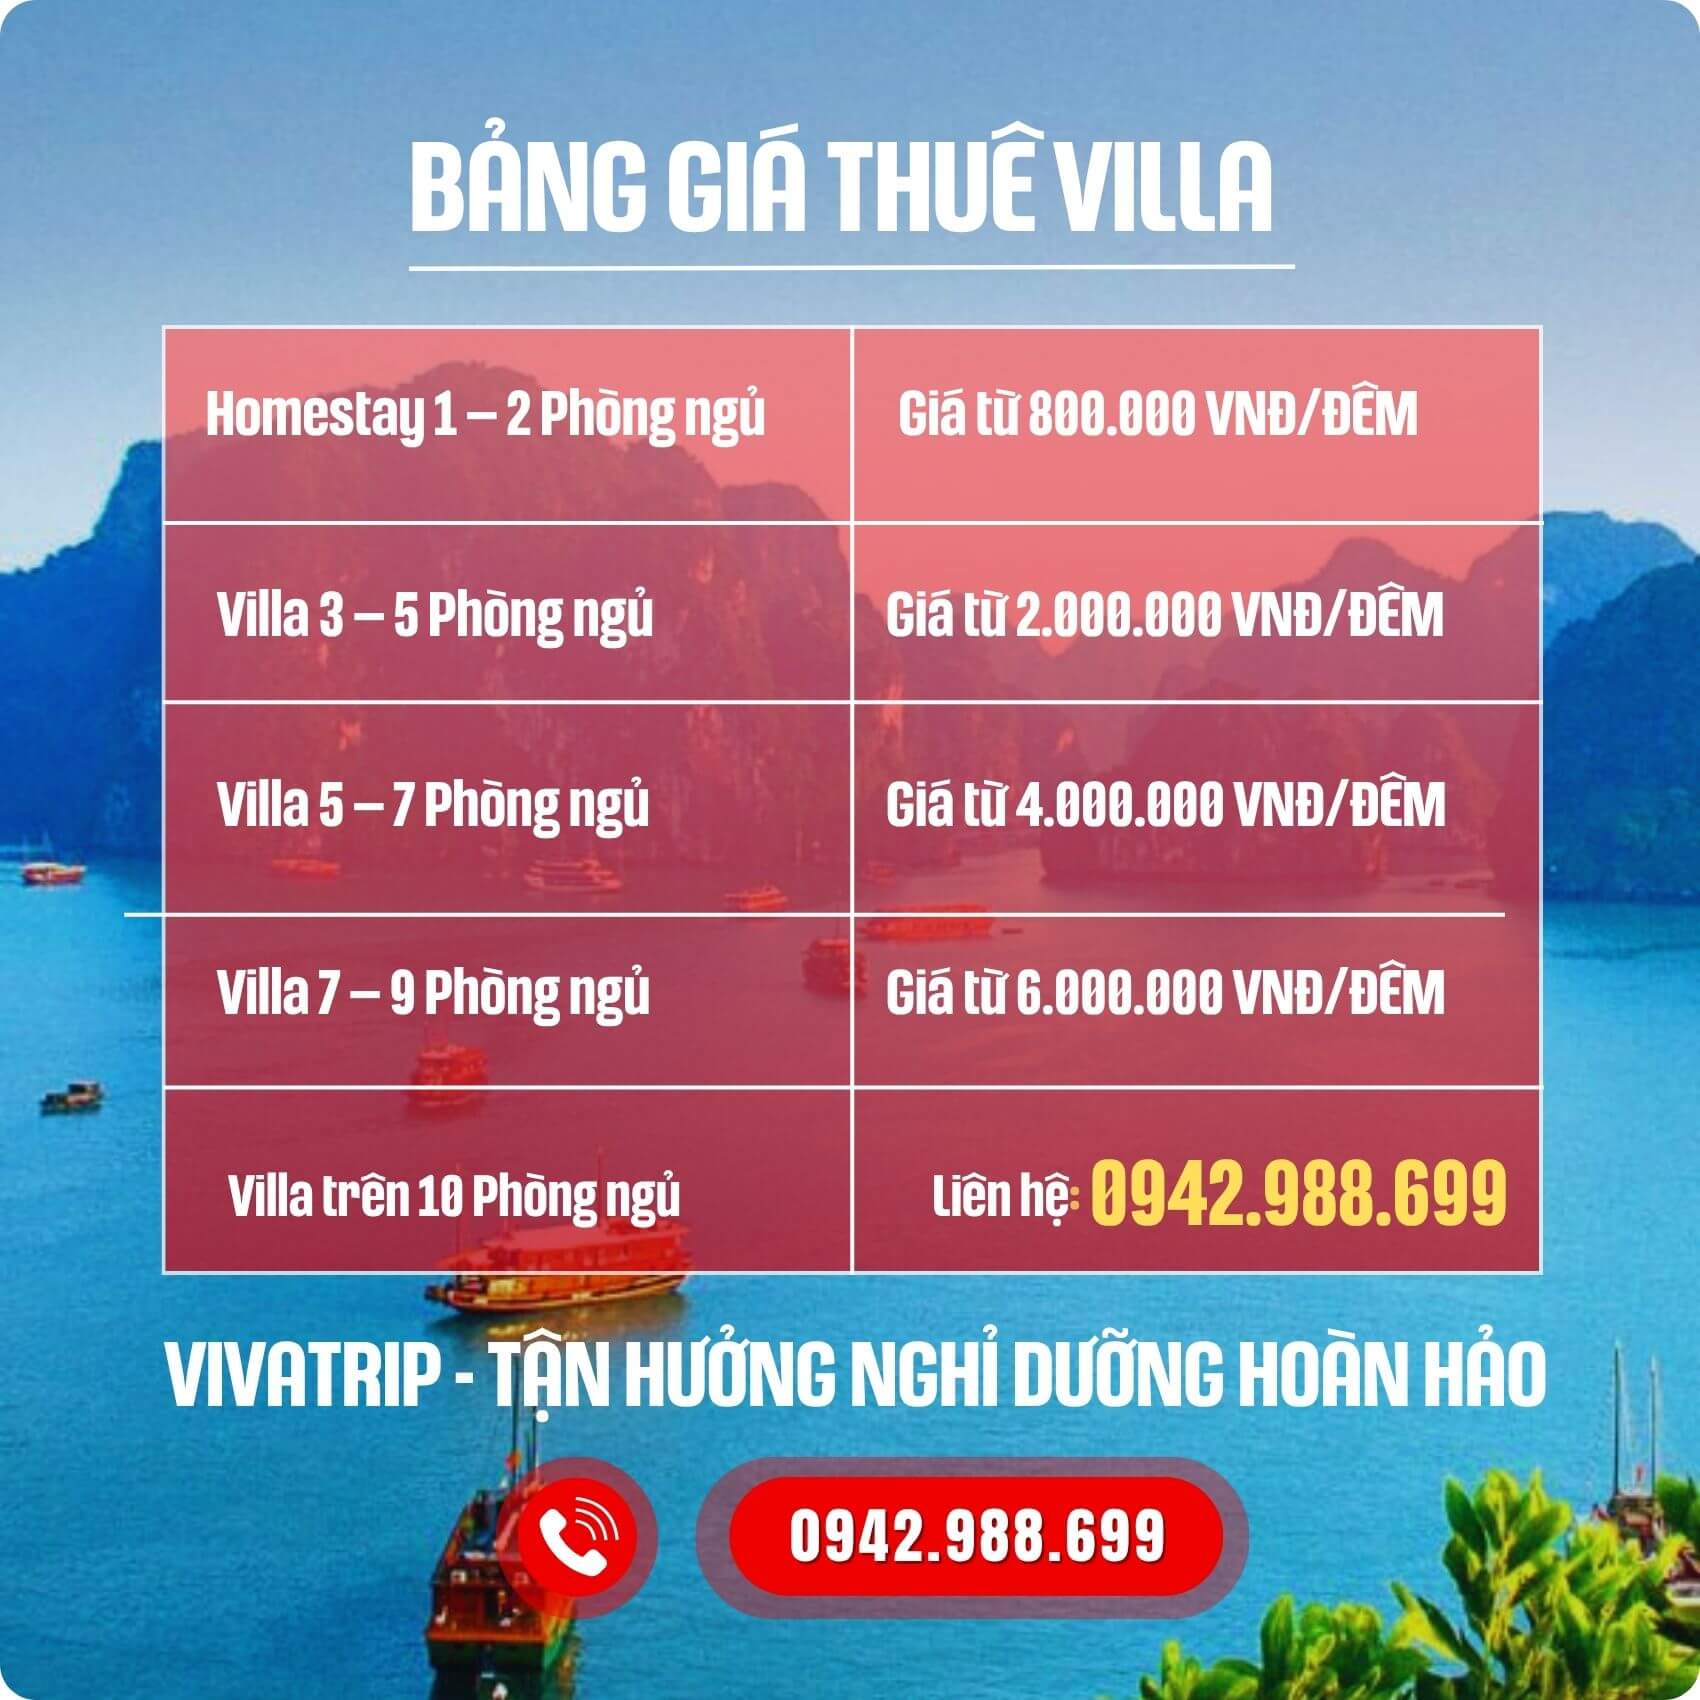 BẢNG GIÁ THUÊ VILLA
Homestay 1 – 2 Phòng ngủ
Giá từ 800.000 VNĐ/ĐÊM
Villa 3 – 5 Phòng ngủ
Giá từ 2.000.000 VNĐ/ĐÊM
Villa 5 – 7 Phòng ngủ
Giá từ 4.000.000 VNĐ/ĐÊM
Villa 7 – 9 Phòng ngủ
Giá từ 6.000.000 VNĐ/ĐÊM
Villa trên 10 Phòng ngủ
Liên hệ: 0942.988.699
VIVATRIP - TẬN HƯỞNG NGHỈ DƯỠNG HOÀN HẢO
0942.988.699